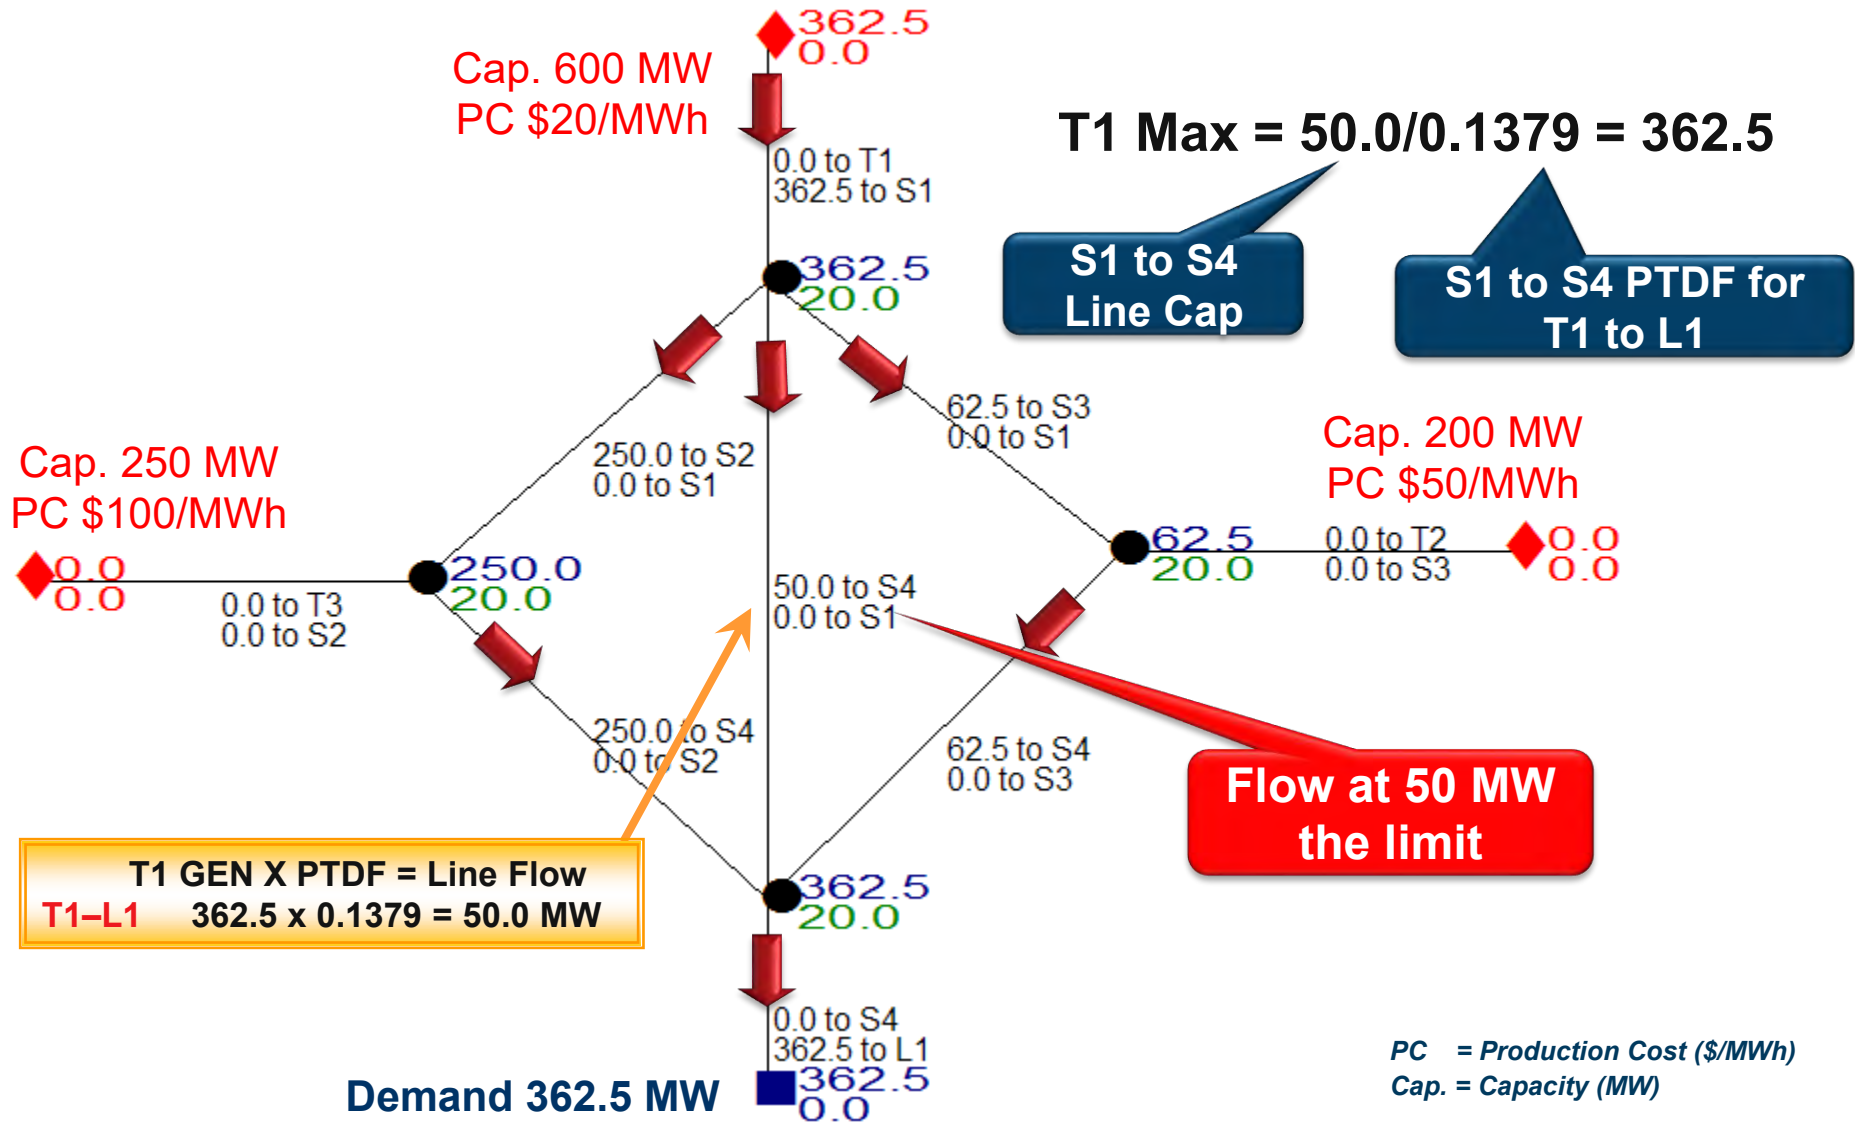 362.5
0.0
Cap. 600 MW
PC $20/MWh
T1 Max = 50.0/0.1379 = 362.5
0.0 to T1
362.5 to S1
S1 to S4
Line Cap
S1 to S4 PTDF for
T1 to L1
362.5
20.0
62.5 to S3
0.0 to S1
250.0 to S2
0.0 to S1
Cap. 250 MW
PC $100/MWh
Cap. 200 MW
PC $50/MWh
0.0
0.0
0.0 to T3
0.0 to S2
250.0
20.0
50.0 to S4
0.0 to S1
62.5
20.0
0.0 to T2
0.0 to S3
0.0
0.0
250.0 to S4
0.0 to S2
62.5 to S4
0.0 to S3
Flow at 50 MW
the limit
T1 GEN X PTDF = Line Flow
T1–L1 362.5 x 0.1379 = 50.0 MW
362.5
20.0
0.0 to S4
362.5 to L1
Demand 362.5 MW
362.5
0.0
PC = Production Cost ($/MWh)
Cap. = Capacity (MW)